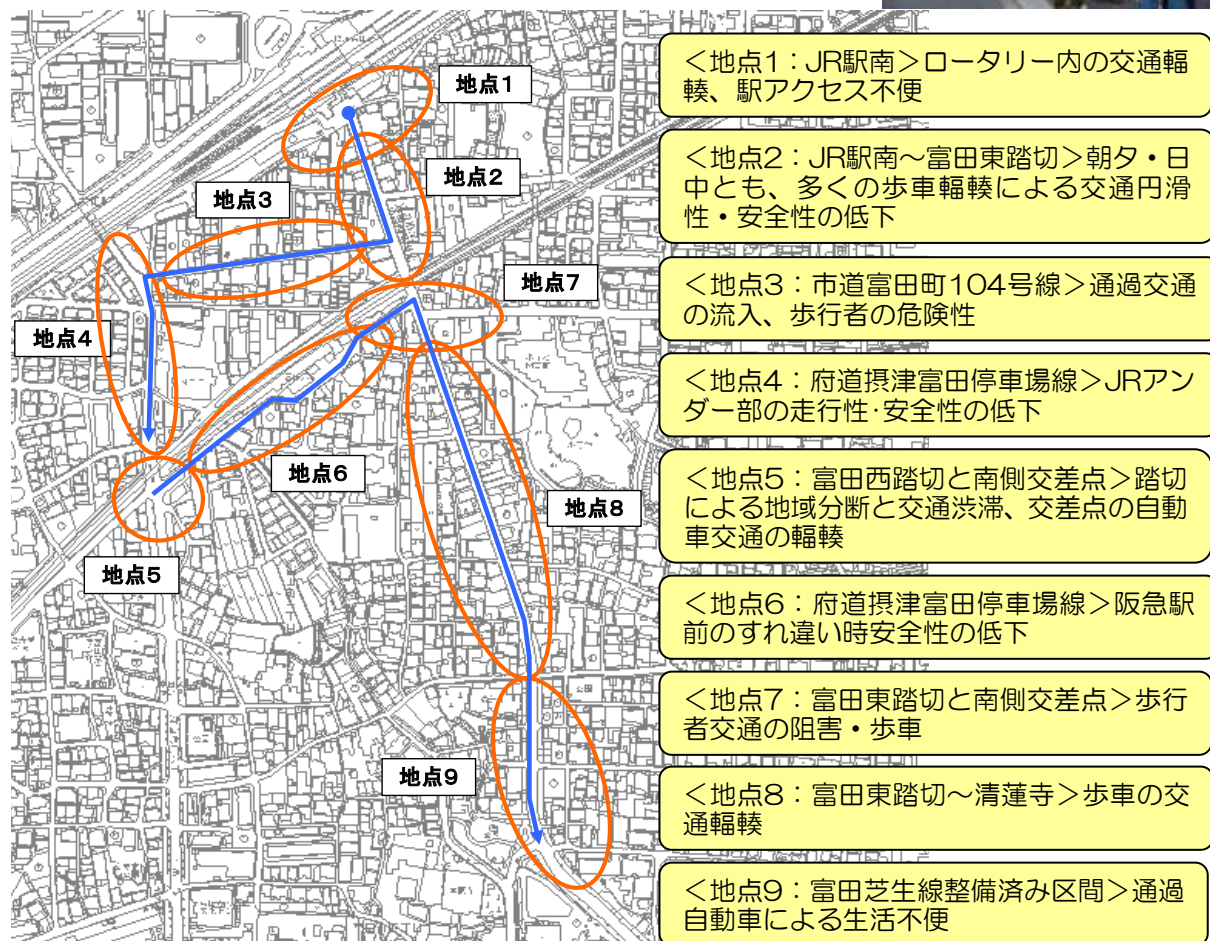 地点1
地点2
地点3
地点7
地点4
地点6
地点8
地点5
地点9
＜地点1：JR駅南＞ロータリー内の交通輻
輳、駅アクセス不便
＜地点2：JR駅南～富田東踏切＞朝夕・日
中とも、多くの歩車輻輳による交通円滑
性・安全性の低下
＜地点3：市道富田町104号線＞通過交通
の流入、歩行者の危険性
＜地点4：府道摂津富田停車場線＞JRアン
ダー部の走行性･安全性の低下
＜地点5：富田西踏切と南側交差点＞踏切
による地域分断と交通渋滞、交差点の自動
車交通の輻輳
＜地点6：府道摂津富田停車場線＞阪急駅
前のすれ違い時安全性の低下
＜地点7：富田東踏切と南側交差点＞歩行
者交通の阻害・歩車
＜地点8：富田東踏切～清蓮寺＞歩車の交
通輻輳
＜地点9：富田芝生線整備済み区間＞通過
自動車による生活不便